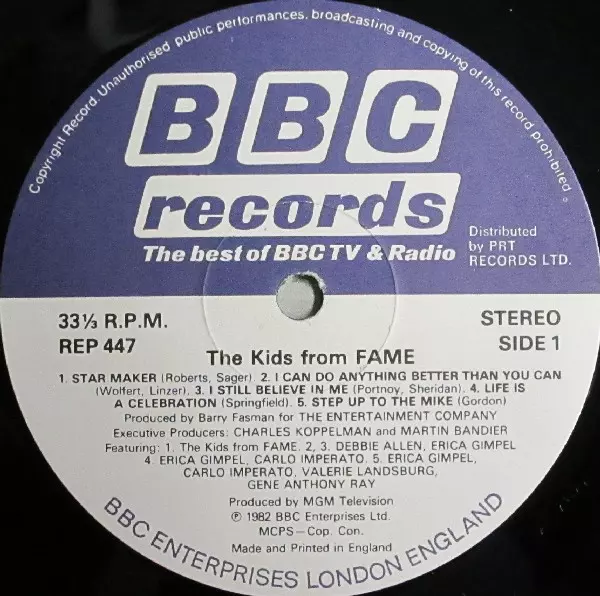 Copyright Record. Unauthorised public performances, broadcasting and copying of this record prohibited.
BBC
records
The best of BBC TV & Radio
Distributed
by PRT
RECORDS LTD.
33⅓ R.P.M.
REP 447
STEREO
SIDE 1
The Kids from FAME
1. STAR MAKER (Roberts, Sager). 2. I CAN DO ANYTHING BETTER THAN YOU CAN
(Wolfert, Linzer). 3. I STILL BELIEVE IN ME (Portnoy, Sheridan). 4. LIFE IS
A CELEBRATION (Springfield). 5. STEP UP TO THE MIKE (Gordon)
Produced by Barry Fasman for THE ENTERTAINMENT COMPANY
Executive Producers: CHARLES KOPPELMAN and MARTIN BANDIER
Featuring: 1. The Kids from FAME. 2, 3. DEBBIE ALLEN, ERICA GIMPEL
4. ERICA GIMPEL, CARLO IMPERATO. 5. ERICA GIMPEL,
CARLO IMPERATO, VALERIE LANDSBURG,
GENE ANTHONY RAY
Produced by MGM Television
℗ 1982 BBC Enterprises Ltd.
MCPS—Cop. Con.
Made and Printed in England
BBC ENTERPRISES LONDON ENGLAND